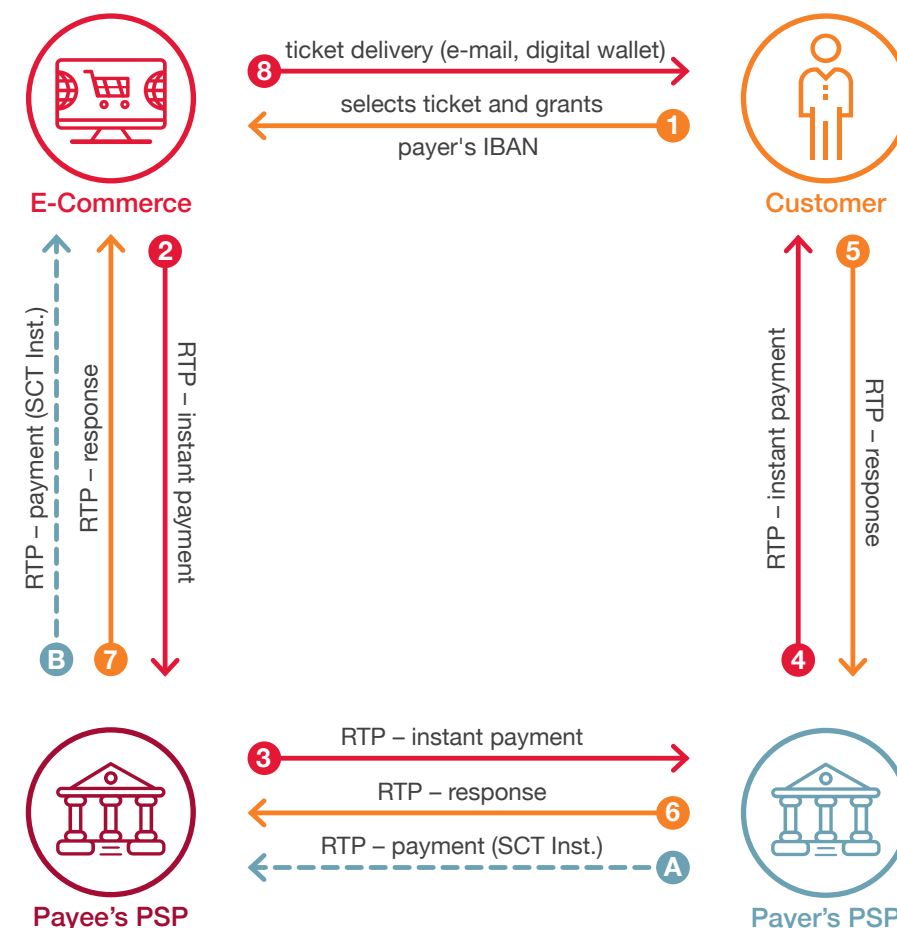 ticket delivery (e-mail, digital wallet)
8
selects ticket and grants
1
payer's IBAN
E-Commerce
Customer
2
5
RTP – payment (SCT Inst.)
RTP – response
RTP – instant payment
RTP – instant payment
RTP – response
B
7
4
RTP – instant payment
3
RTP – response
6
RTP – payment (SCT Inst.)
A
Payee's PSP
Payer's PSP